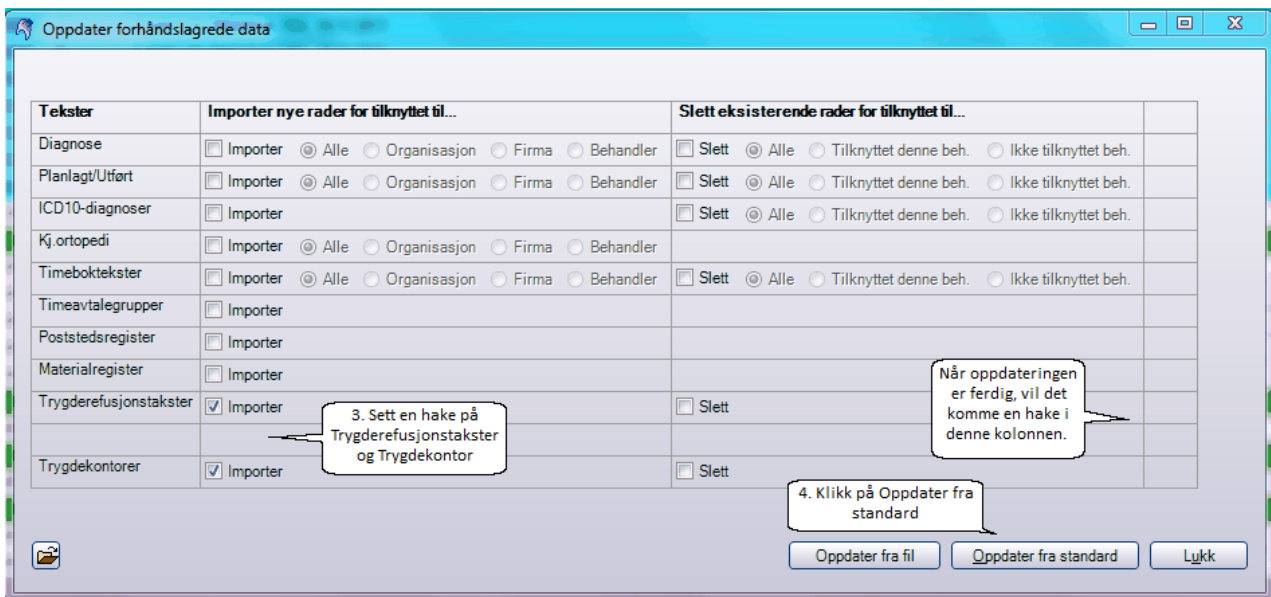 Oppdater forhåndslagrede data
Tekster Importer nye rader for tilknyttet til... Slett eksisterende rader for tilknyttet til...
Diagnose Importer Alle Organisasjon Firma Behandler Slett Alle Tilknyttet denne beh. Ikke tilknyttet beh.
Planlagt/Utført Importer Alle Organisasjon Firma Behandler Slett Alle Tilknyttet denne beh. Ikke tilknyttet beh.
ICD10-diagnoser Importer Slett Alle Tilknyttet denne beh. Ikke tilknyttet beh.
Kj.ortopedi Importer Alle Organisasjon Firma Behandler
Timeboktekster Importer Alle Organisasjon Firma Behandler Slett Alle Tilknyttet denne beh. Ikke tilknyttet beh.
Timeavtalegrupper Importer
Poststedsregister Importer
Materialregister Importer
Trygderefusjonstakster Importer Slett
Trygdekontorer Importer Slett
3. Sett en hake på
Trygderefusjonstakster
og Trygdekontor
Når oppdateringen
er ferdig, vil det
komme en hake i
denne kolonnen.
4. Klikk på Oppdater fra
standard
Oppdater fra fil Oppdater fra standard Lukk